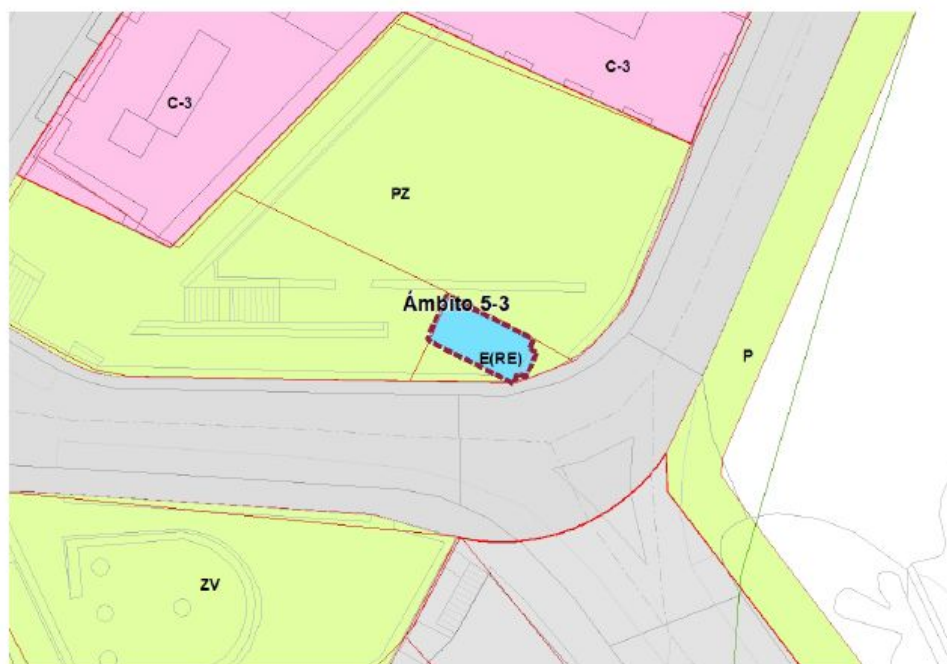 C-3
C-3
PZ
Ámbito 5-3
E(RE)
P
ZV